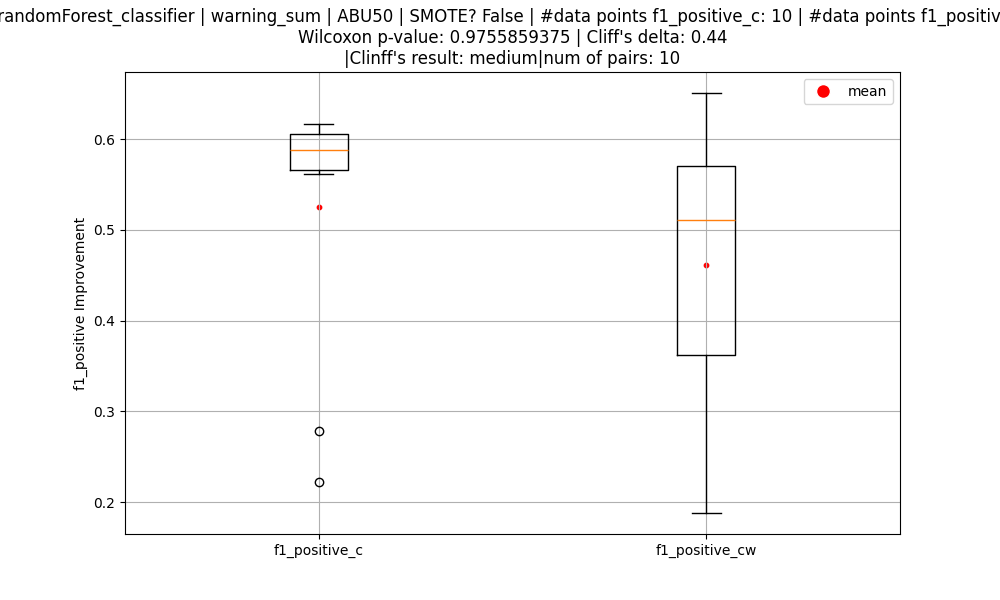 randomForest_classifier | warning_sum | ABU50 | SMOTE? False | #data points f1_positive_c: 10 | #data points f1_positiv
Wilcoxon p-value: 0.9755859375 | Cliff's delta: 0.44
|Clinff's result: medium|num of pairs: 10
mean
0.6
0.5
0.4
0.3
0.2
f1_positive Improvement
f1_positive_c
f1_positive_cw